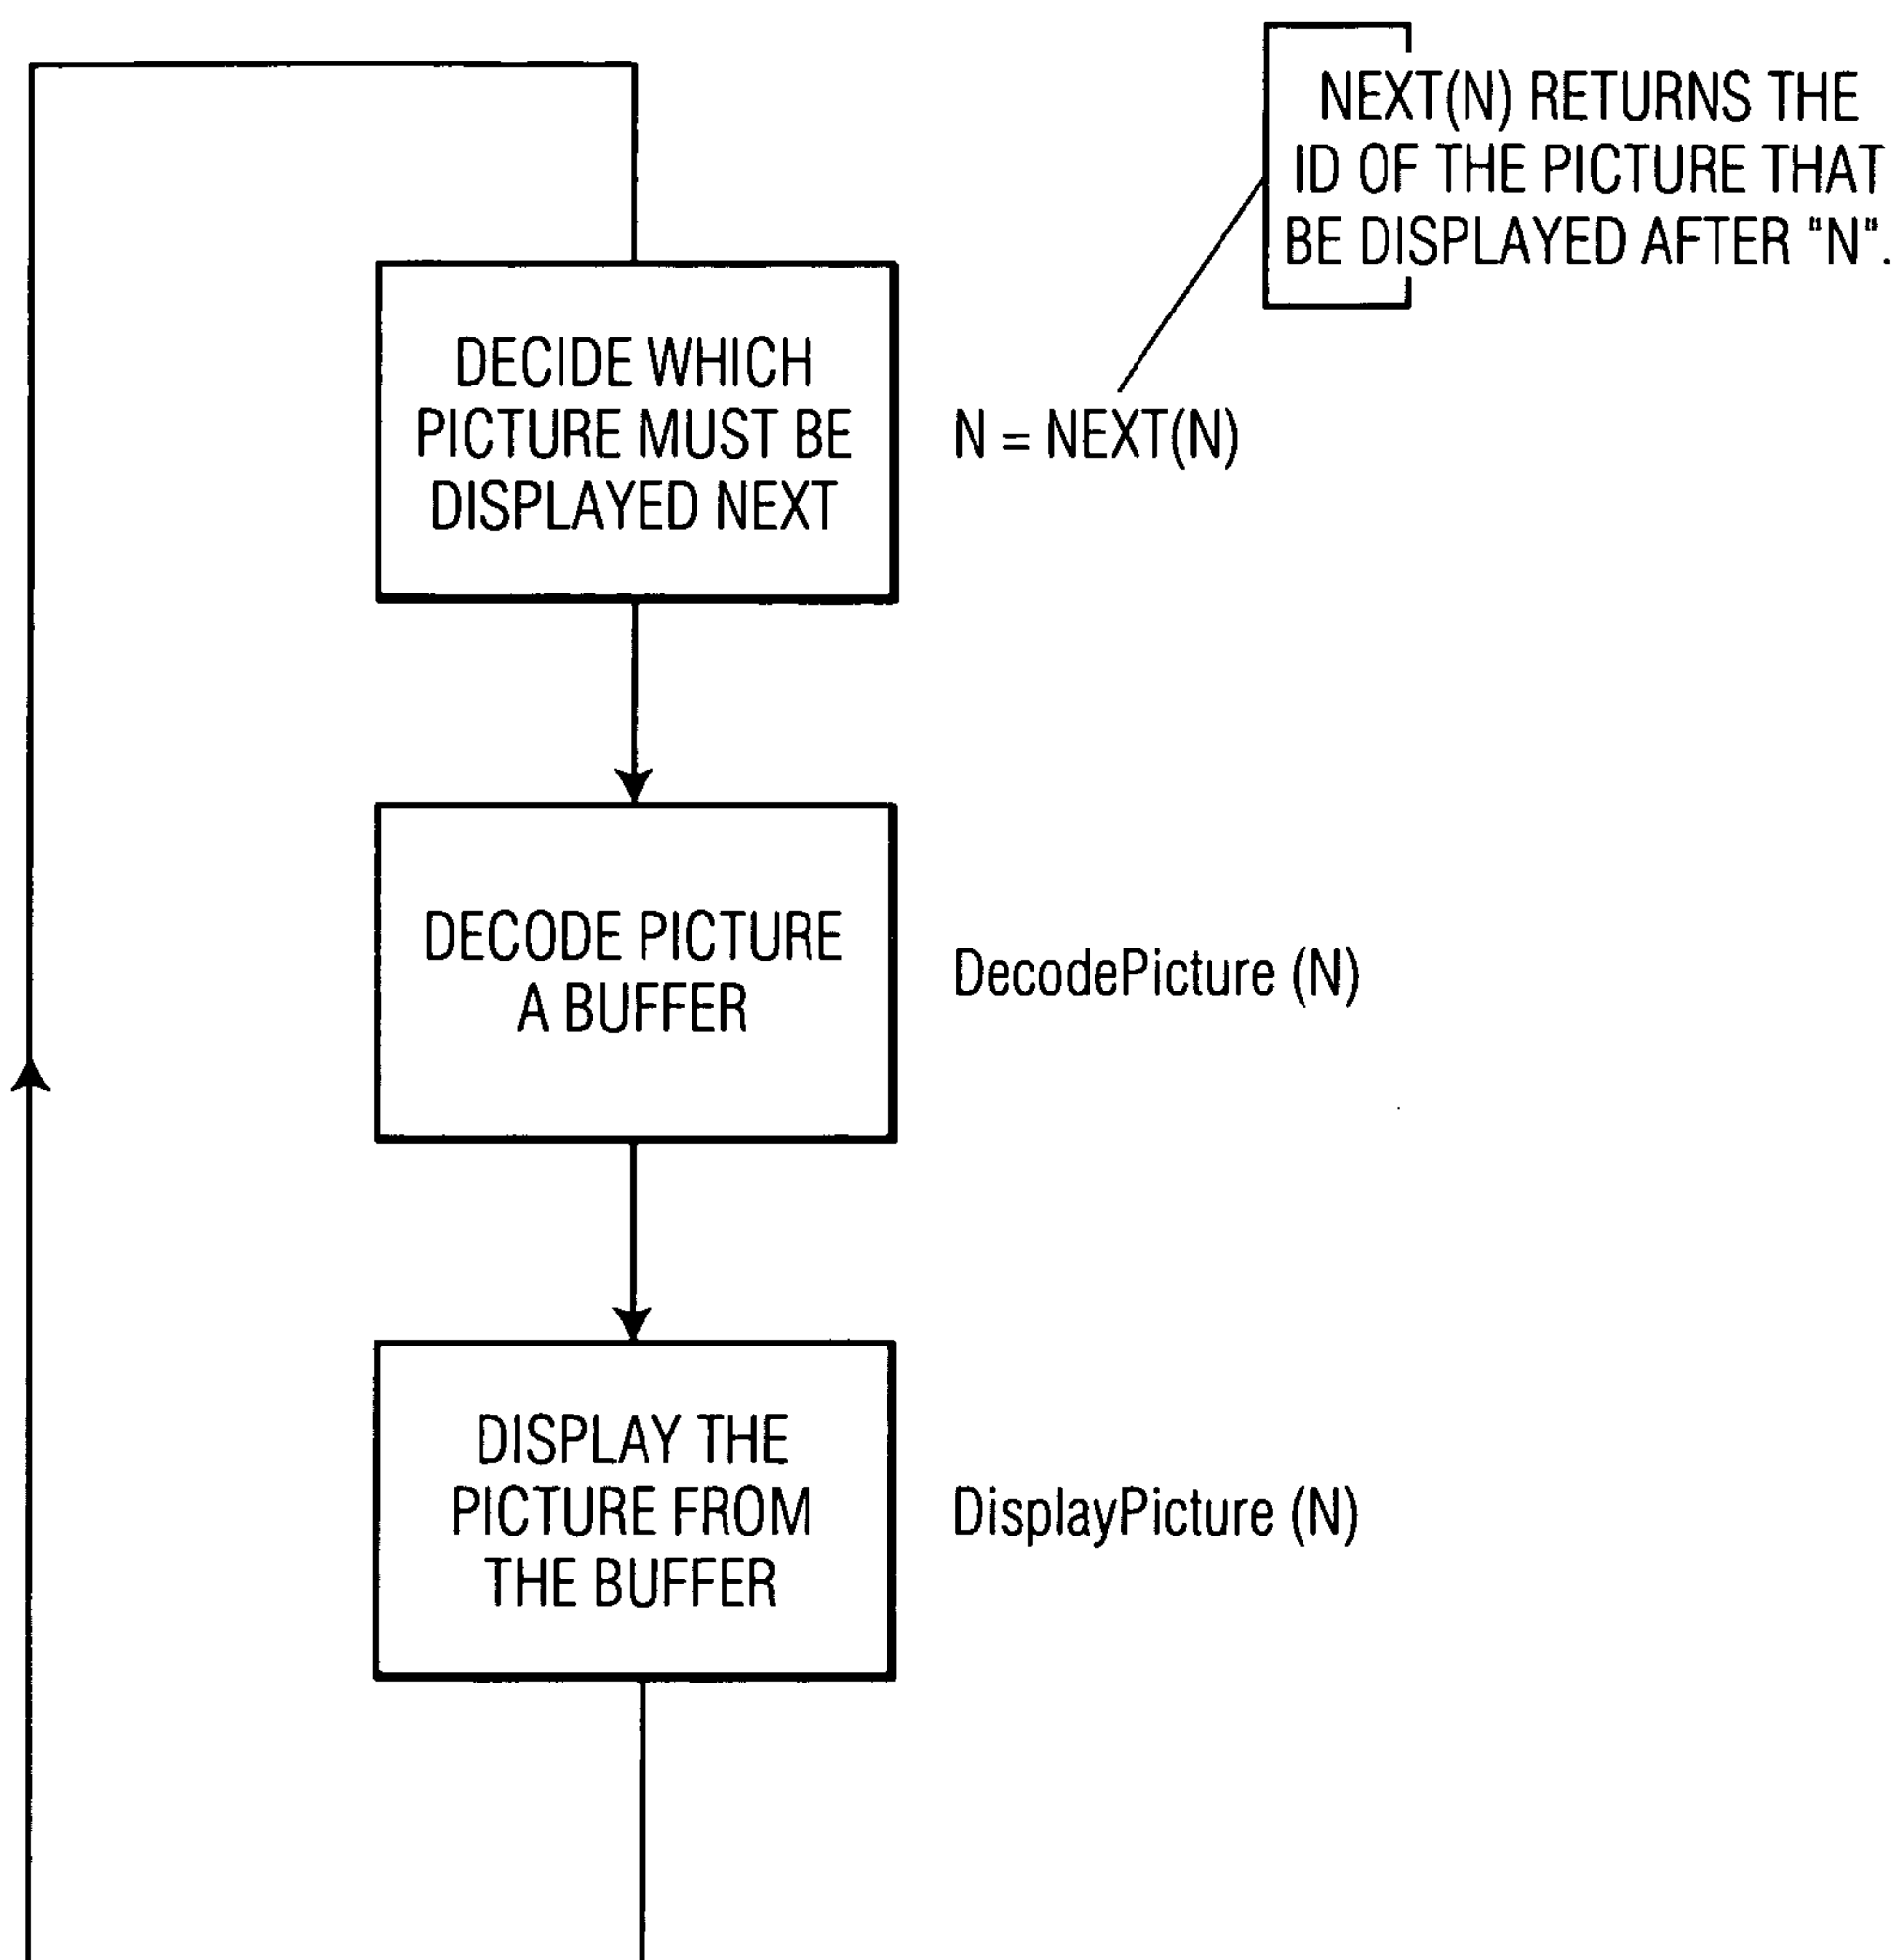 NEXT(N) RETURNS THE
ID OF THE PICTURE THAT
BE DISPLAYED AFTER "N".
DECIDE WHICH
PICTURE MUST BE
DISPLAYED NEXT
N = NEXT(N)
DECODE PICTURE
A BUFFER
DecodePicture (N)
DISPLAY THE
PICTURE FROM
THE BUFFER
DisplayPicture (N)